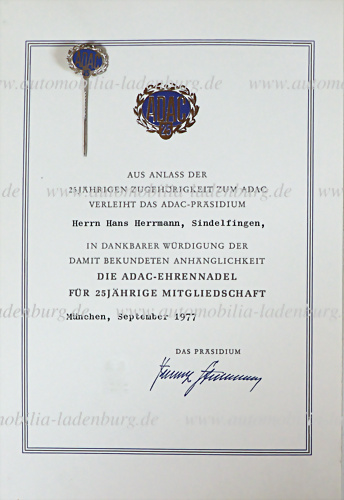 ADAC
www.automobilia-ladenburg.de
ADAC
25
AUS ANLASS DER
25JÄHRIGEN ZUGEHÖRIGKEIT ZUM ADAC
VERLEIHT DAS ADAC-PRÄSIDIUM
Herrn Hans Herrmann, Sindelfingen,
IN DANKBARER WÜRDIGUNG DER
DAMIT BEKUNDETEN ANHÄNGLICHKEIT
DIE ADAC-EHRENNADEL
FÜR 25JÄHRIGE MITGLIEDSCHAFT
München, September 1977
DAS PRÄSIDIUM